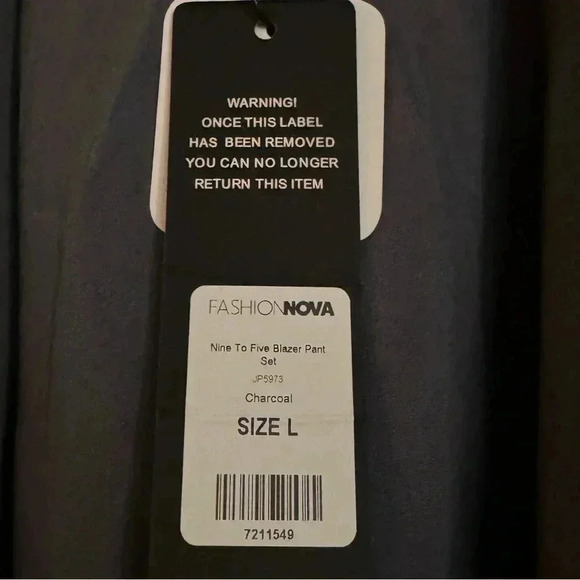 WARNING!
ONCE THIS LABEL
HAS BEEN REMOVED
YOU CAN NO LONGER
RETURN THIS ITEM
FASHIONNOVA
Nine To Five Blazer Pant
Set
JP5973
Charcoal
SIZE L
7211549